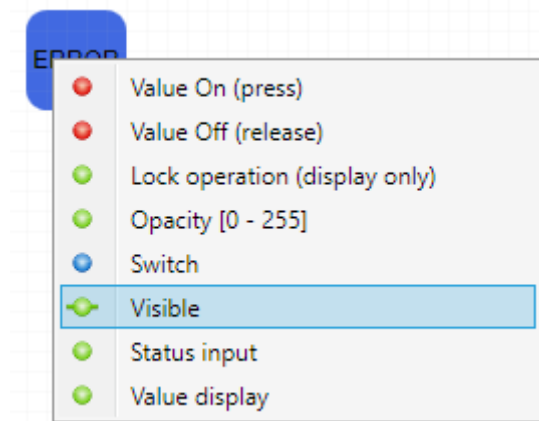 ERROR
Value On (press)
Value Off (release)
Lock operation (display only)
Opacity [0 - 255]
Switch
Visible
Status input
Value display